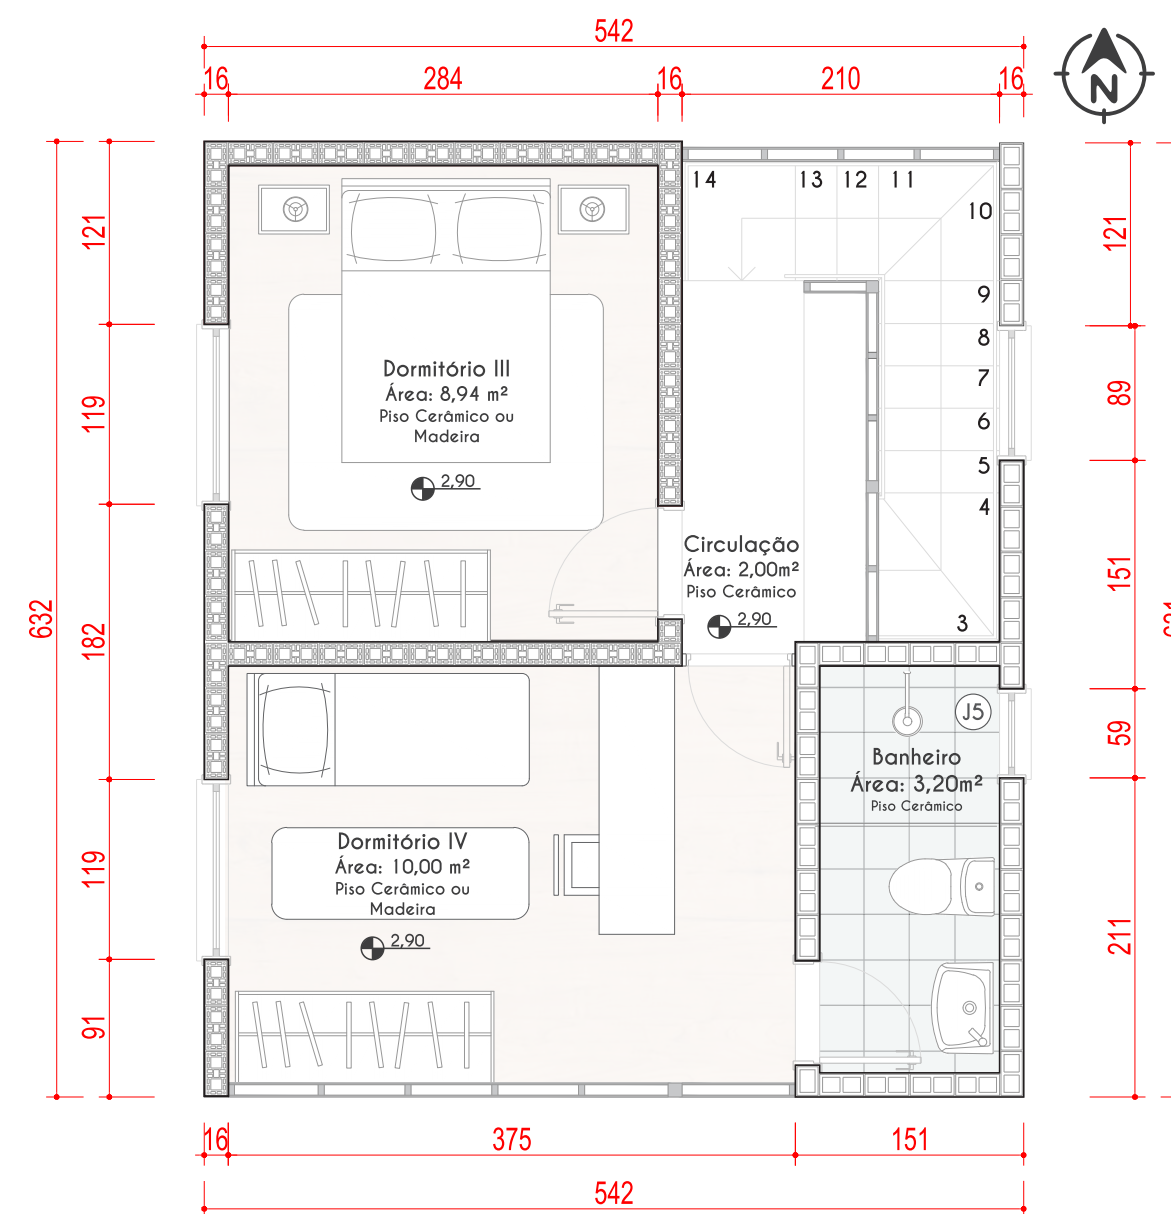 542
16 284 16 210 16
N
14 13 12 11
10
9
8
7
6
5
4
3
121
119
182
119
91
632
121
89
151
59
211
Dormitório III
Área: 8,94 m²
Piso Cerâmico ou
Madeira
2,90
Circulação
Área: 2,00m²
Piso Cerâmico
2,90
J5
Banheiro
Área: 3,20m²
Piso Cerâmico
Dormitório IV
Área: 10,00 m²
Piso Cerâmico ou
Madeira
2,90
16 375 151
542